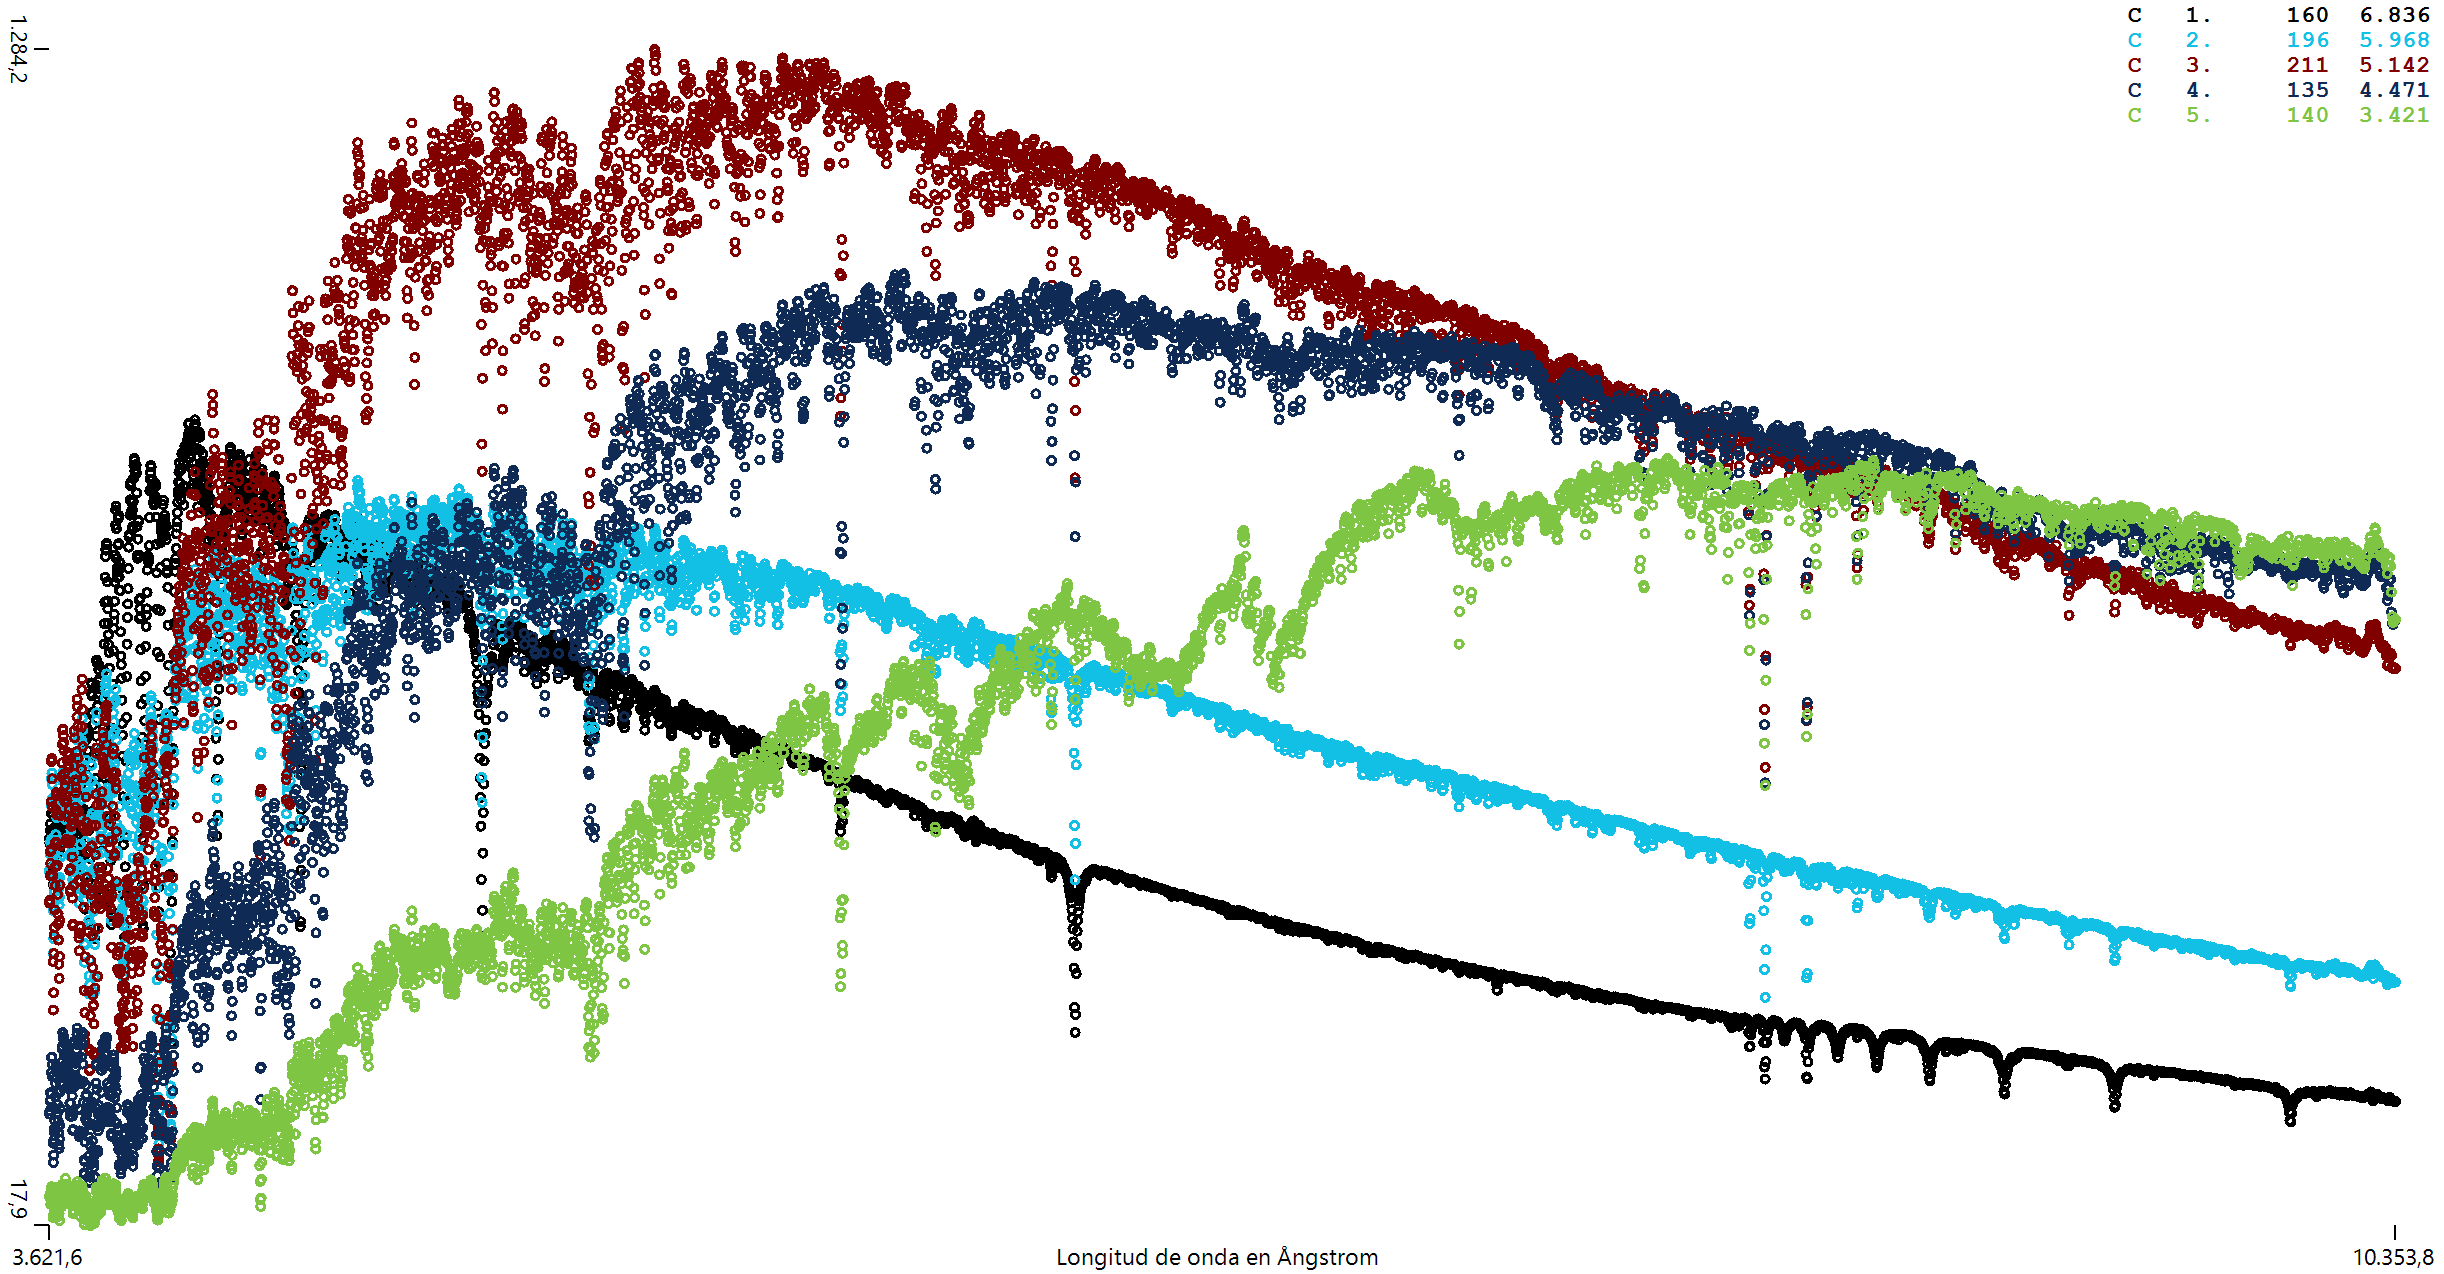 C 1. 160 6.836
C 2. 196 5.968
C 3. 211 5.142
C 4. 135 4.471
C 5. 140 3.421
1.284,2
17,9
3.621,6
Longitud de onda en Ångstrom
10.353,8